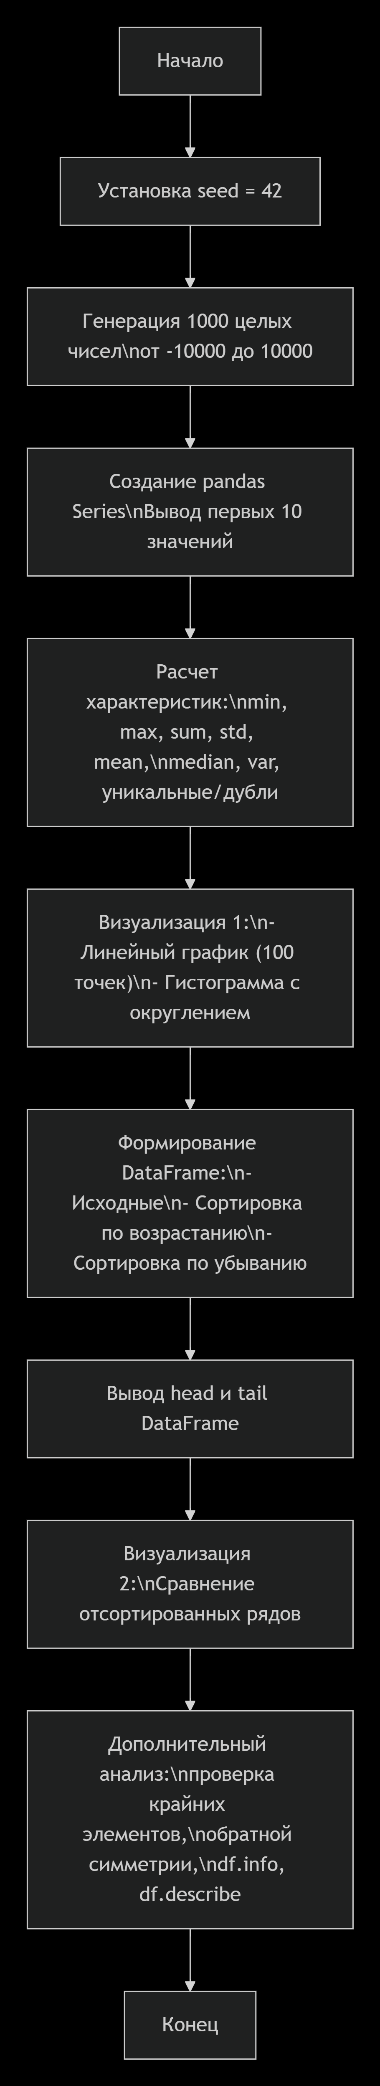 Начало
Установка seed = 42
Генерация 1000 целых
чисел\nот -10000 до 10000
Создание pandas
Series\nВывод первых 10
значений
Расчет
характеристик:\nmin,
max, sum, std,
mean,\nmedian, var,
уникальные/дубли
Визуализация 1:\n-
Линейный график (100
точек)\n- Гистограмма с
округлением
Формирование
DataFrame:\n-
Исходные\n- Сортировка
по возрастанию\n-
Сортировка по убыванию
Вывод head и tail
DataFrame
Визуализация
2:\nСравнение
отсортированных рядов
Дополнительный
анализ:\nпроверка
крайних
элементов,\nобратной
симметрии,\ndf.info,
df.describe
Конец